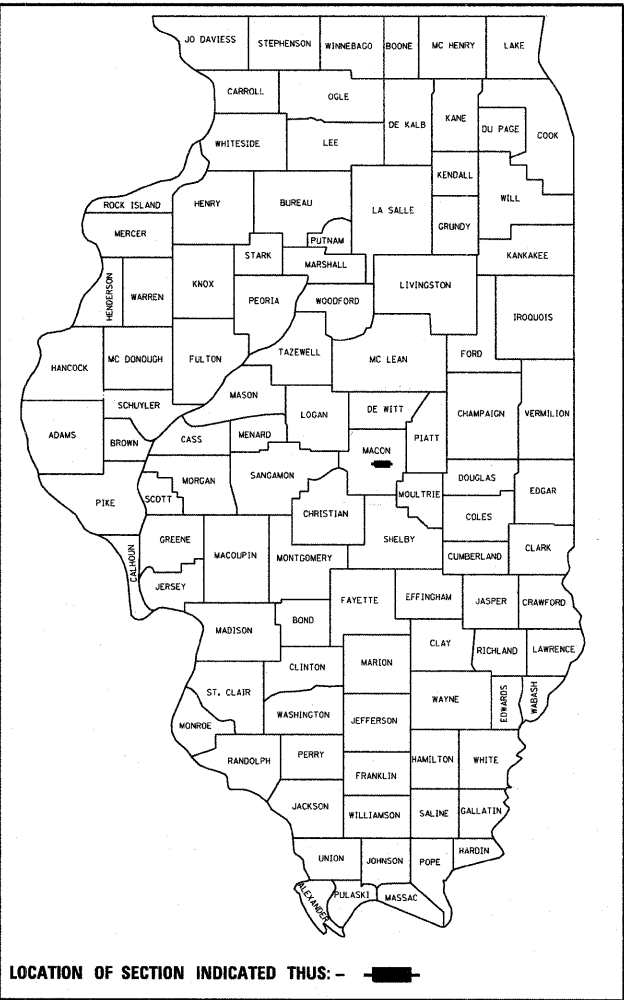 JO DAVIESS STEPHENSON WINNEBAGO BOONE MC HENRY LAKE
CARROLL OGLE
DE KALB KANE DU PAGE COOK
WHITESIDE LEE
KENDALL
ROCK ISLAND HENRY BUREAU LA SALLE WILL
MERCER PUTNAM GRUNDY
STARK MARSHALL KANKAKEE
HENDERSON WARREN KNOX PEORIA WOODFORD LIVINGSTON
IROQUOIS
HANCOCK MC DONOUGH FULTON TAZEWELL MC LEAN FORD
MASON
SCHUYLER LOGAN DE WITT CHAMPAIGN VERMILION
ADAMS BROWN CASS MENARD PIATT
MACON
PIKE SCOTT MORGAN SANGAMON MOULTRIE DOUGLAS EDGAR
CHRISTIAN COLES
CALHOUN GREENE MACOUPIN MONTGOMERY SHELBY CUMBERLAND CLARK
JERSEY FAYETTE EFFINGHAM JASPER CRAWFORD
MADISON BOND
CLINTON MARION CLAY RICHLAND LAWRENCE
ST. CLAIR WAYNE EDWARDS WABASH
MONROE WASHINGTON JEFFERSON
RANDOLPH PERRY FRANKLIN HAMILTON WHITE
JACKSON WILLIAMSON SALINE GALLATIN
UNION JOHNSON POPE HARDIN
ALEXANDER PULASKI MASSAC
LOCATION OF SECTION INDICATED THUS: -